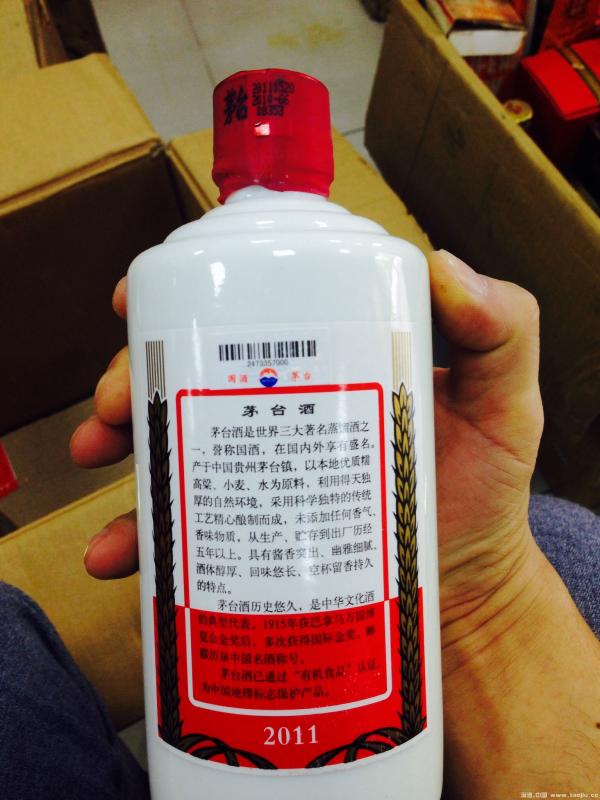 茅台
20110520
2010-66
08353
2473357000
国酒 茅台
茅台酒
茅台酒是世界三大著名蒸馏酒之
一，誉称国酒，在国内外享有盛名。
产于中国贵州茅台镇，以本地优质糯
高粱、小麦、水为原料，利用得天独
厚的自然环境，采用科学独特的传统
工艺精心酿制而成，未添加任何香气、
香味物质，从生产、贮存到出厂历经
五年以上。具有酱香突出、幽雅细腻、
酒体醇厚、回味悠长、空杯留香持久
的特点。
茅台酒历史悠久，是中华文化酒
的典型代表。1915年获巴拿马万国博
览会金奖后，多次获得国际金奖、蝉
联历届中国名酒称号。
茅台酒已通过“有机食品”认证，
为中国地理标志保护产品。
2011